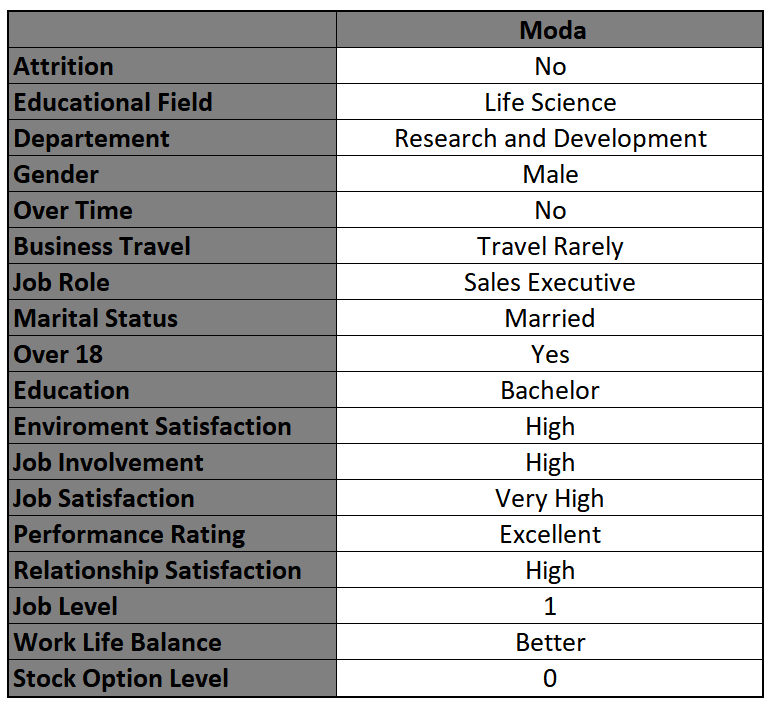 Moda
Attrition No
Educational Field Life Science
Departement Research and Development
Gender Male
Over Time No
Business Travel Travel Rarely
Job Role Sales Executive
Marital Status Married
Over 18 Yes
Education Bachelor
Enviroment Satisfaction High
Job Involvement High
Job Satisfaction Very High
Performance Rating Excellent
Relationship Satisfaction High
Job Level 1
Work Life Balance Better
Stock Option Level 0